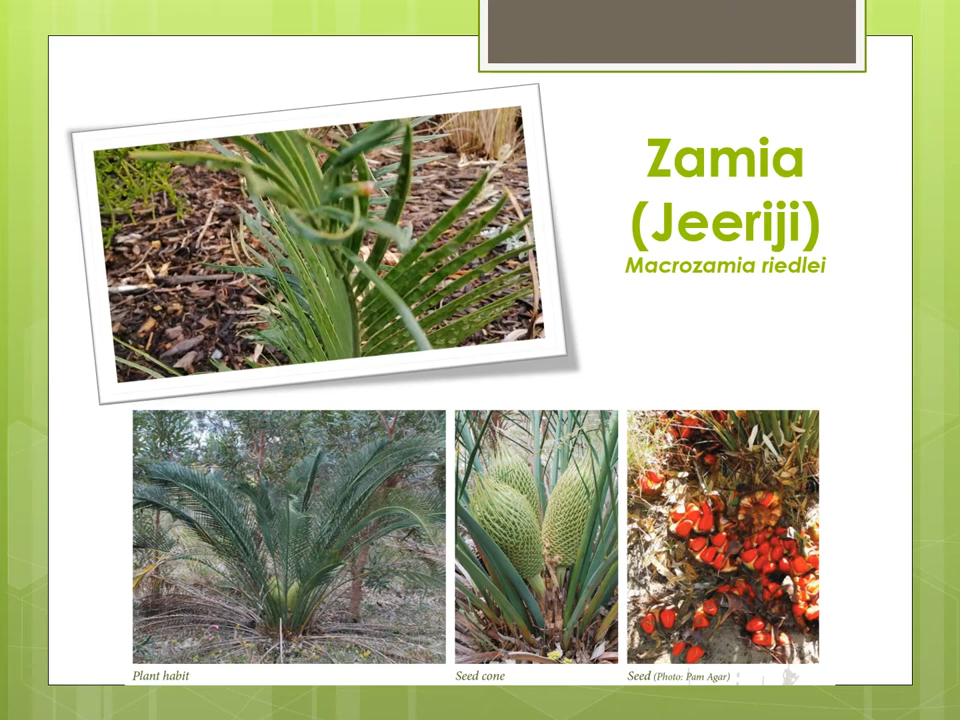 Zamia
(Jeeriji)
Macrozamia riedlei
Plant habit
Seed cone
Seed (Photo: Pam Agar)